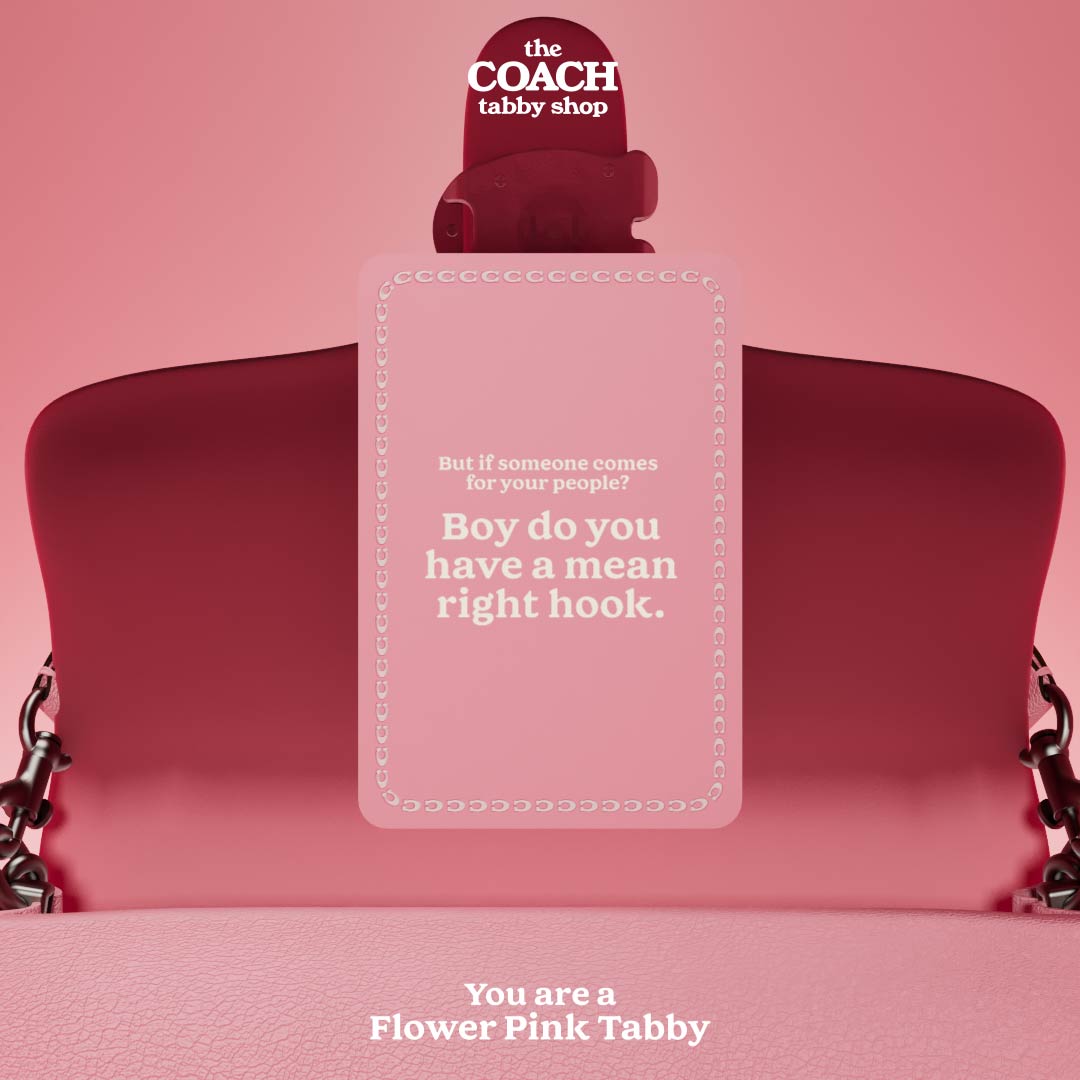 the
COACH
tabby shop
But if someone comes
for your people?
Boy do you
have a mean
right hook.
You are a
Flower Pink Tabby